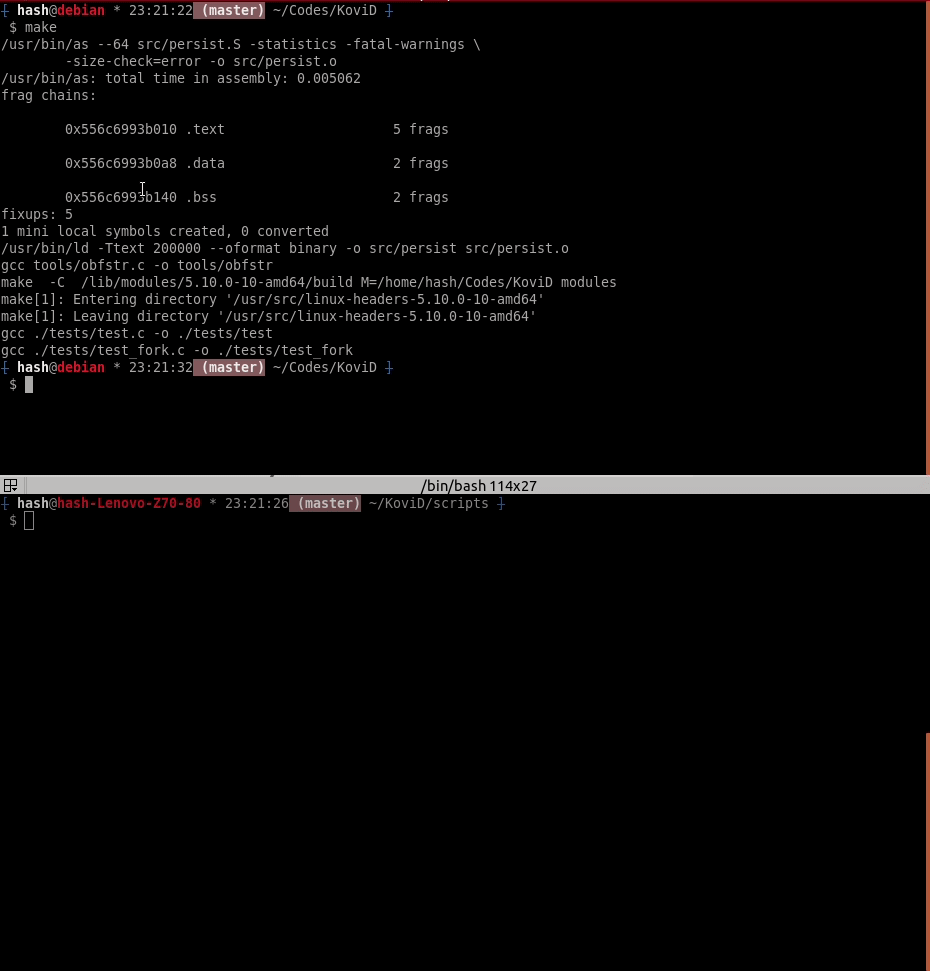 [ hash@debian * 23:21:22 (master) ~/Codes/KoviD ]
$ make
/usr/bin/as --64 src/persist.S -statistics -fatal-warnings \
        -size-check=error -o src/persist.o
/usr/bin/as: total time in assembly: 0.005062
frag chains:
        0x556c6993b010 .text                     5 frags
        0x556c6993b0a8 .data                     2 frags
        0x556c6993b140 .bss                      2 frags
fixups: 5
1 mini local symbols created, 0 converted
/usr/bin/ld -Ttext 200000 --oformat binary -o src/persist src/persist.o
gcc tools/obfstr.c -o tools/obfstr
make  -C  /lib/modules/5.10.0-10-amd64/build M=/home/hash/Codes/KoviD modules
make[1]: Entering directory '/usr/src/linux-headers-5.10.0-10-amd64'
make[1]: Leaving directory '/usr/src/linux-headers-5.10.0-10-amd64'
gcc ./tests/test.c -o ./tests/test
gcc ./tests/test_fork.c -o ./tests/test_fork
[ hash@debian * 23:21:32 (master) ~/Codes/KoviD ]
$
/bin/bash 114x27
[ hash@hash-Lenovo-Z70-80 * 23:21:26 (master) ~/KoviD/scripts ]
$